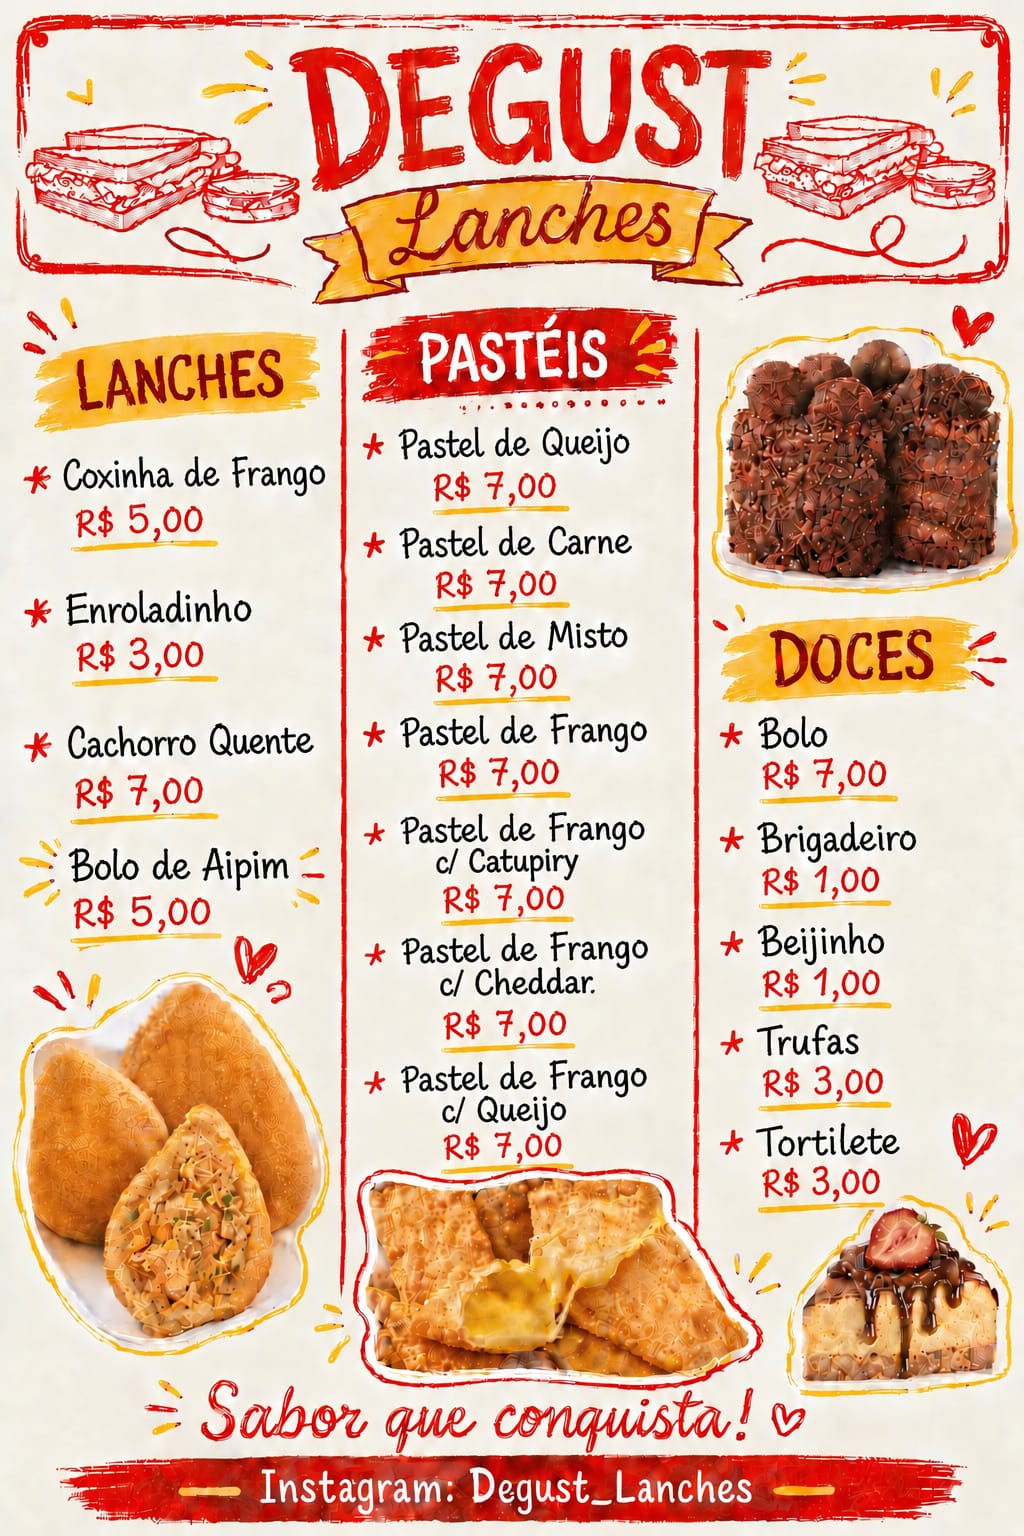 DEGUST
Lanches
LANCHES
* Coxinha de Frango
R$ 5,00
* Enroladinho
R$ 3,00
* Cachorro Quente
R$ 7,00
Bolo de Aipim
R$ 5,00
PASTÉIS
* Pastel de Queijo
R$ 7,00
* Pastel de Carne
R$ 7,00
* Pastel de Misto
R$ 7,00
* Pastel de Frango
R$ 7,00
* Pastel de Frango
c/ Catupiry
R$ 7,00
* Pastel de Frango
c/ Cheddar.
R$ 7,00
* Pastel de Frango
c/ Queijo
R$ 7,00
DOCES
* Bolo
R$ 7,00
* Brigadeiro
R$ 1,00
* Beijinho
R$ 1,00
* Trufas
R$ 3,00
* Tortilete
R$ 3,00
Sabor que conquista!
Instagram: Degust_Lanches